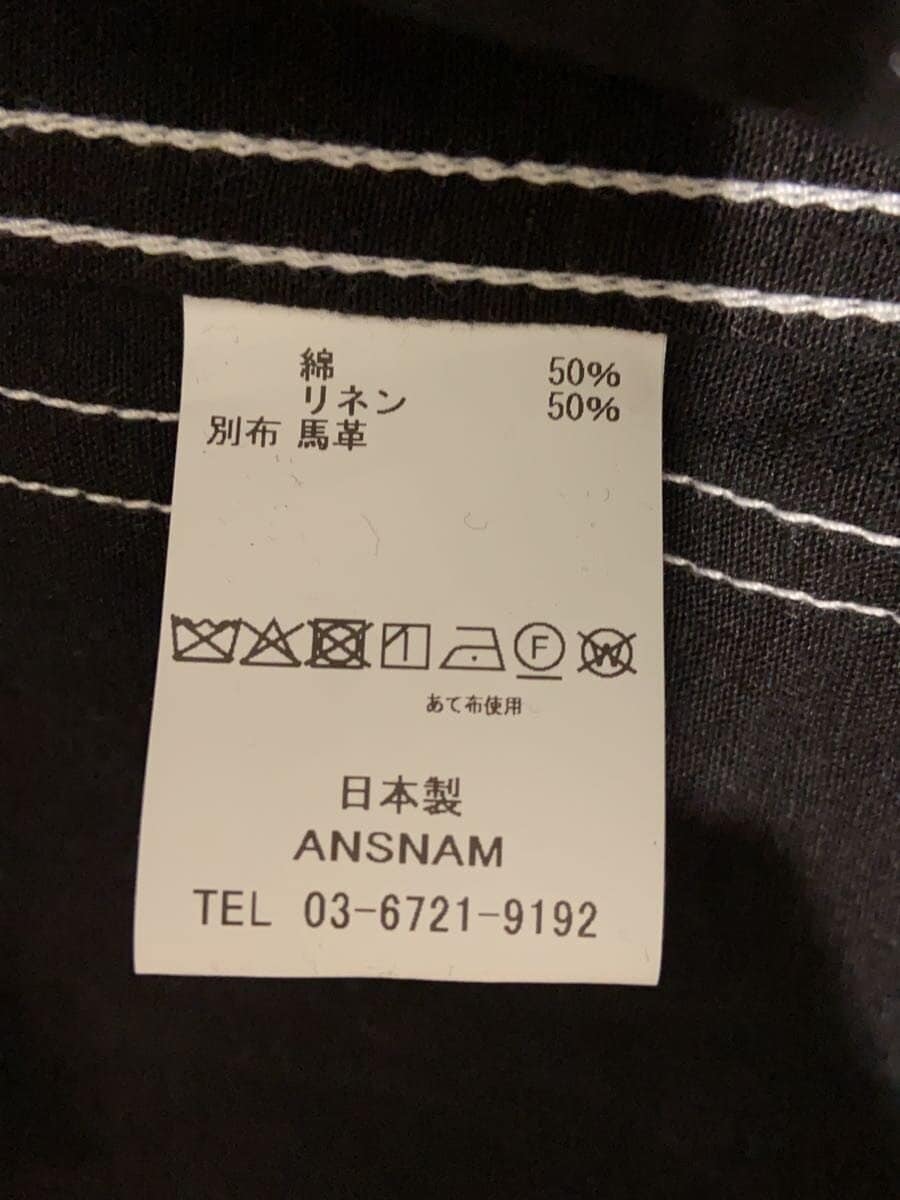 綿 50%
リネン 50%
別布 馬革
F W
あて布使用
日本製
ANSNAM
TEL 03-6721-9192